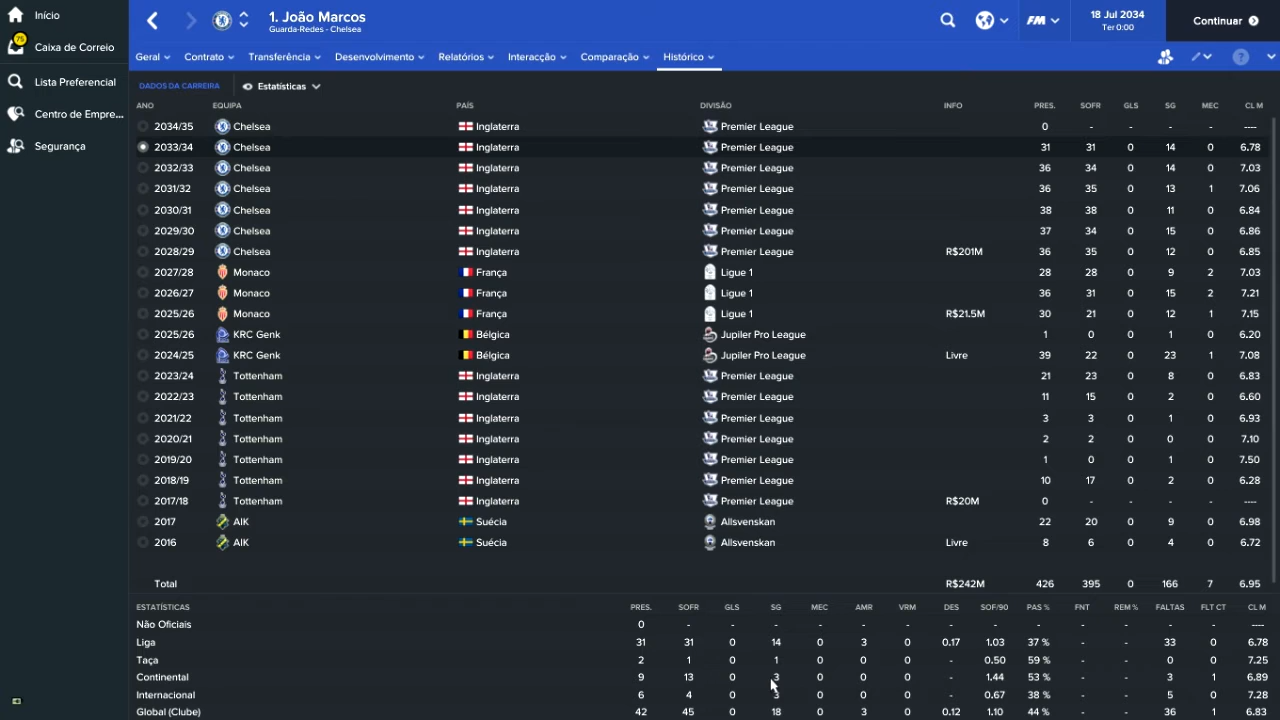 Início
75
Caixa de Correio
Lista Preferencial
Centro de Empre...
Segurança
1. João Marcos
Guarda-Redes - Chelsea
FM
18 Jul 2034
Ter 0:00
Continuar
Geral Contrato Transferência Desenvolvimento Relatórios Interacção Comparação Histórico
?
DADOS DA CARREIRA Estatísticas
ANO EQUIPA PAÍS DIVISÃO INFO PRES. SOFR GLS SG MEC CL M
2034/35 Chelsea Inglaterra Premier League 0 - - - - ----
2033/34 Chelsea Inglaterra Premier League 31 31 0 14 0 6.78
2032/33 Chelsea Inglaterra Premier League 36 34 0 14 0 7.03
2031/32 Chelsea Inglaterra Premier League 36 35 0 13 1 7.06
2030/31 Chelsea Inglaterra Premier League 38 38 0 11 0 6.84
2029/30 Chelsea Inglaterra Premier League 37 34 0 15 0 6.86
2028/29 Chelsea Inglaterra Premier League R$201M 36 35 0 12 0 6.85
2027/28 Monaco França Ligue 1 28 28 0 9 2 7.03
2026/27 Monaco França Ligue 1 36 31 0 15 2 7.21
2025/26 Monaco França Ligue 1 R$21.5M 30 21 0 12 1 7.15
2025/26 KRC Genk Bélgica Jupiler Pro League 1 0 0 1 0 6.20
2024/25 KRC Genk Bélgica Jupiler Pro League Livre 39 22 0 23 1 7.08
2023/24 Tottenham Inglaterra Premier League 21 23 0 8 0 6.83
2022/23 Tottenham Inglaterra Premier League 11 15 0 2 0 6.60
2021/22 Tottenham Inglaterra Premier League 3 3 0 1 0 6.93
2020/21 Tottenham Inglaterra Premier League 2 2 0 0 0 7.10
2019/20 Tottenham Inglaterra Premier League 1 0 0 1 0 7.50
2018/19 Tottenham Inglaterra Premier League 10 17 0 2 0 6.28
2017/18 Tottenham Inglaterra Premier League R$20M 0 - - - - ----
2017 AIK Suécia Allsvenskan 22 20 0 9 0 6.98
2016 AIK Suécia Allsvenskan Livre 8 6 0 4 0 6.72
Total R$242M 426 395 0 166 7 6.95
ESTATÍSTICAS PRES. SOFR GLS SG MEC AMR VRM DES SOF/90 PAS % FNT REM % FALTAS FLT CT CL M
Não Oficiais 0 - - - - - - - - - - - - - ----
Liga 31 31 0 14 0 3 0 0.17 1.03 37 % - - 33 0 6.78
Taça 2 1 0 1 0 0 0 - 0.50 59 % - - 0 0 7.25
Continental 9 13 0 3 0 0 0 - 1.44 53 % - - 3 1 6.89
Internacional 6 4 0 3 0 0 0 - 0.67 38 % - - 5 0 7.28
Global (Clube) 42 45 0 18 0 3 0 0.12 1.10 44 % - - 36 1 6.83